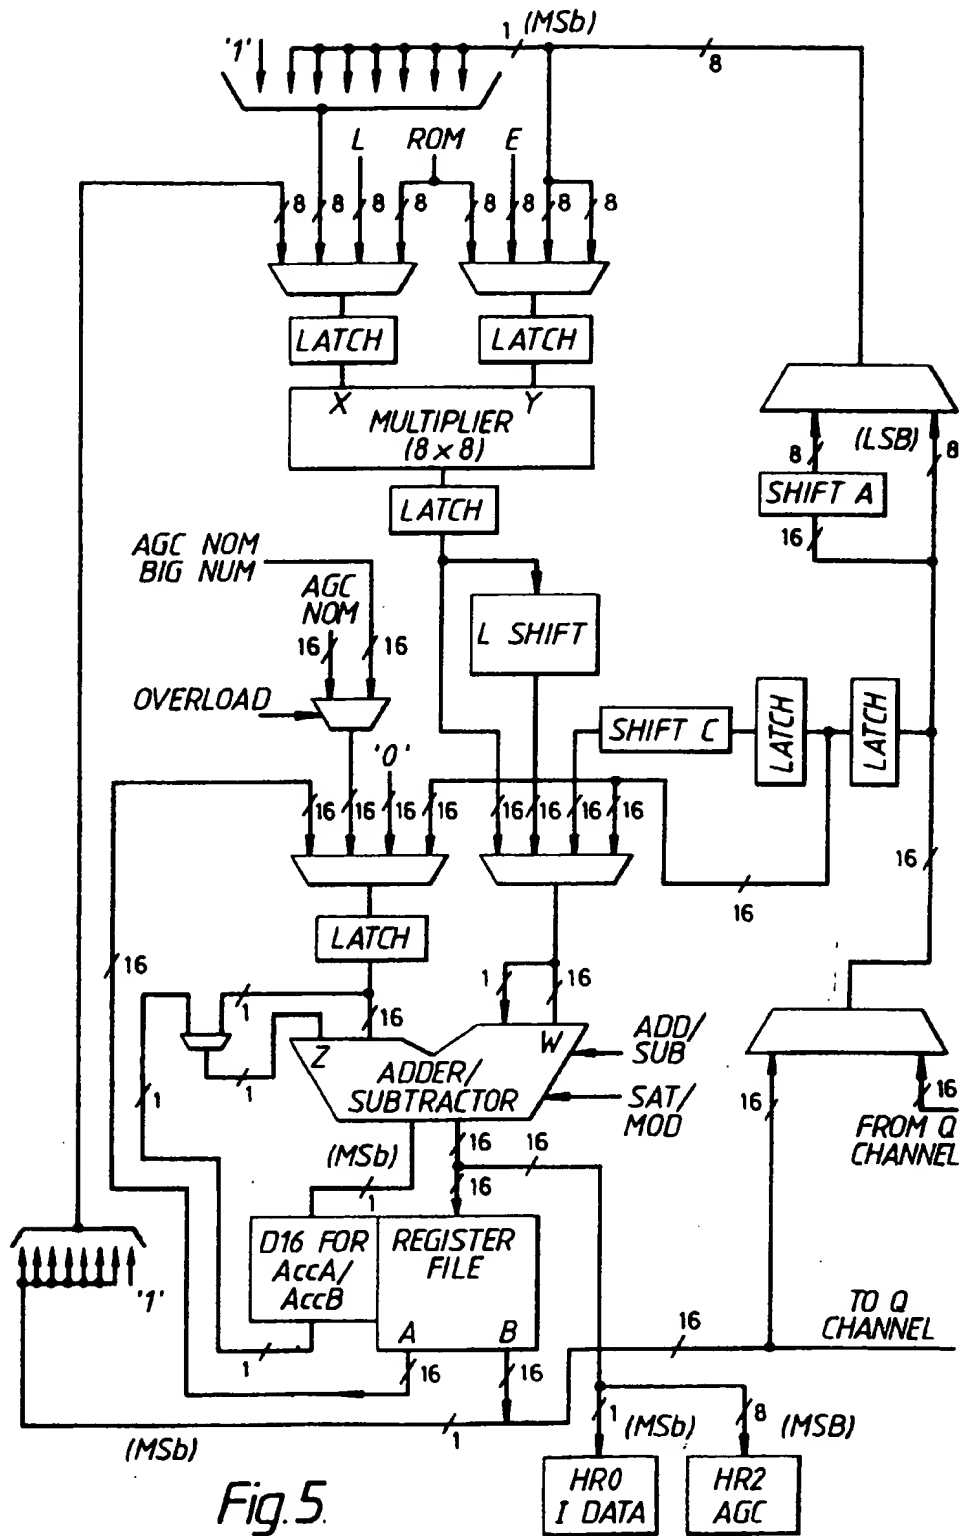 1 (MSb)
'1'
8
L ROM E
8 8 8 8 8 8 8 8
LATCH LATCH
X Y
MULTIPLIER
(8 x 8)
(LSB)
8 8
LATCH
SHIFT A
16
AGC NOM
BIG NUM
AGC
NOM
16 16
L SHIFT
OVERLOAD
SHIFT C
LATCH
LATCH
'0'
16 16 16 16 16 16 16 16
16
16
LATCH
16
1 16
1 16
Z W
ADD/
SUB
ADDER/
SUBTRACTOR
1
1
SAT/
MOD
16 16
FROM Q
CHANNEL
(MSb)
16 16
1 16
D16 FOR
AccA/
AccB
REGISTER
FILE
'1'
A B
TO Q
CHANNEL
16
1 16 16
(MSb)
1
1 (MSb)
8 (MSB)
HR0
I DATA
HR2
AGC
Fig.5.